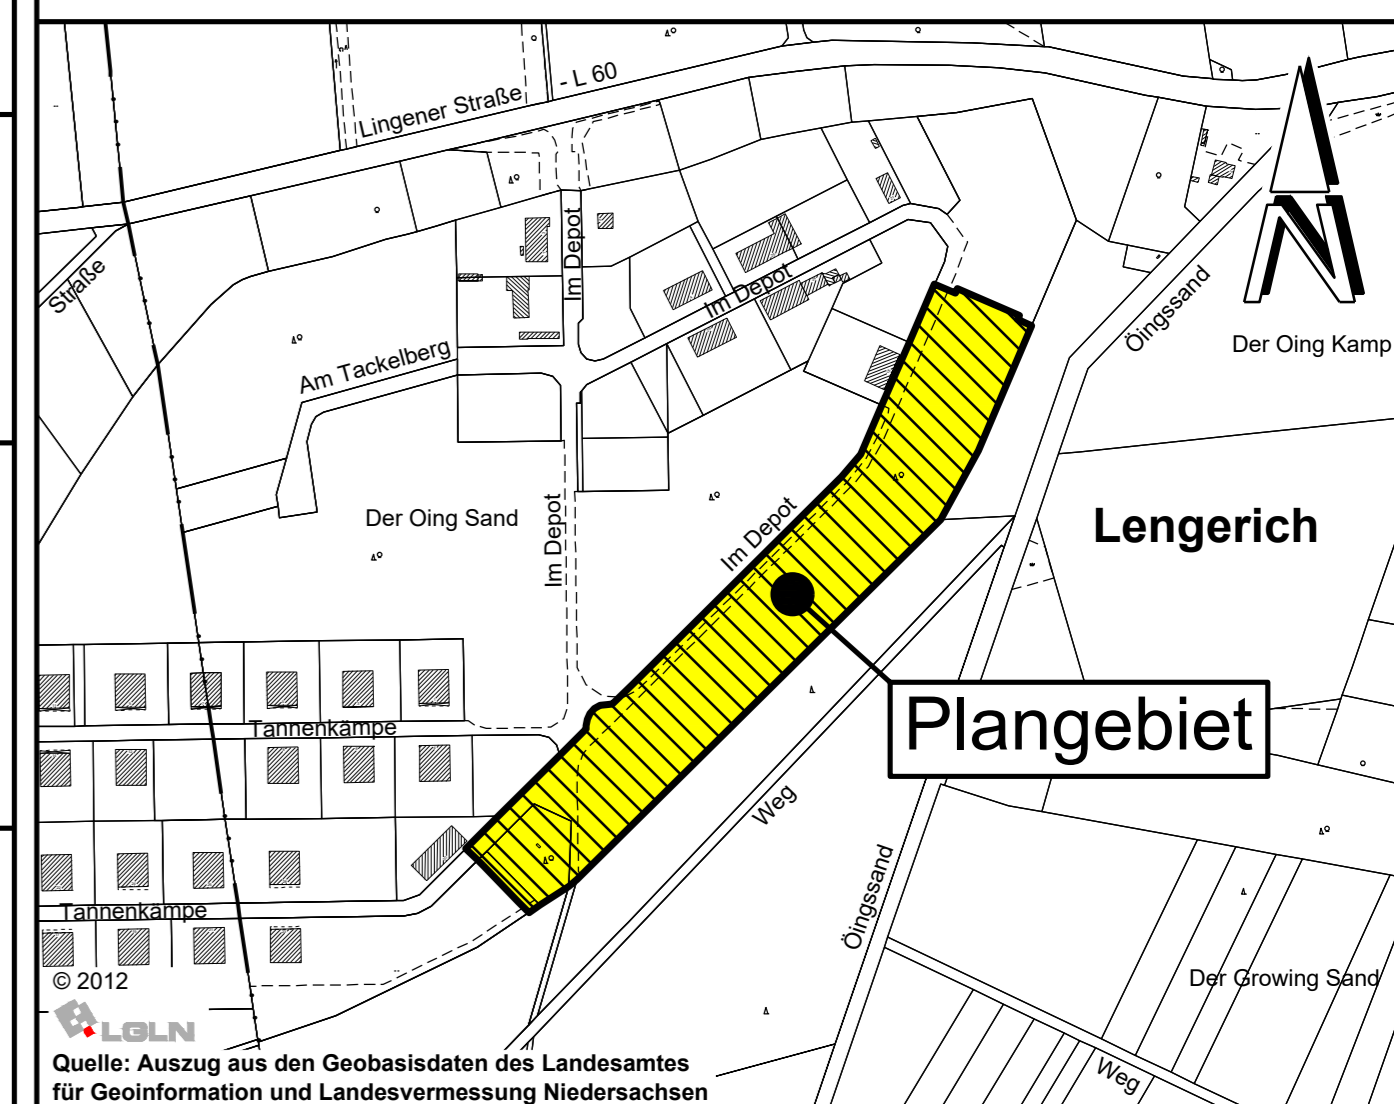 Lingener Straße - L 60
Straße
Im Depot
Im Depot
Öingssand
Der Oing Kamp
Am Tackelberg
Der Oing Sand
Im Depot
Im Depot
Lengerich
Plangebiet
Tannenkämpe
Weg
Öingssand
Tannenkämpe
Der Growing Sand
Weg
© 2012
LGLN
Quelle: Auszug aus den Geobasisdaten des Landesamtes
für Geoinformation und Landesvermessung Niedersachsen
N